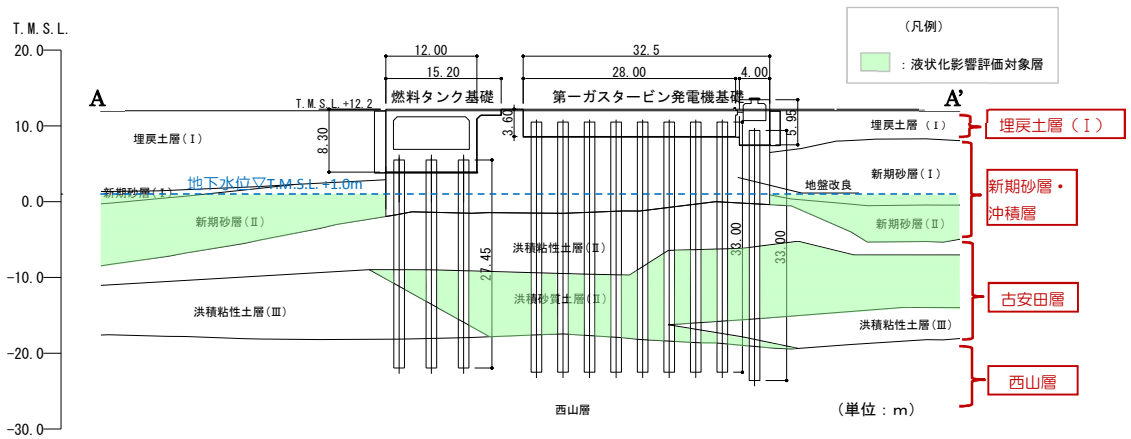 T.M.S.L.
20.0
10.0
0.0
-10.0
-20.0
-30.0
(凡例)
:液状化影響評価対象層
A
A'
12.00
15.20
32.5
28.00
4.00
燃料タンク基礎
第一ガスタービン発電機基礎
T.M.S.L.+12.2
8.30
3.60
5.95
埋戻土層(Ⅰ)
埋戻土層(Ⅰ)
埋戻土層(Ⅰ)
地下水位▽T.M.S.L.+1.0m
新期砂層(Ⅰ)
新期砂層(Ⅰ)
地盤改良
新期砂層・
沖積層
新期砂層(Ⅱ)
新期砂層(Ⅱ)
洪積粘性土層(Ⅱ)
27.45
33.00
33.00
洪積砂質土層(Ⅱ)
古安田層
洪積粘性土層(Ⅲ)
洪積粘性土層(Ⅲ)
西山層
西山層
(単位:m)